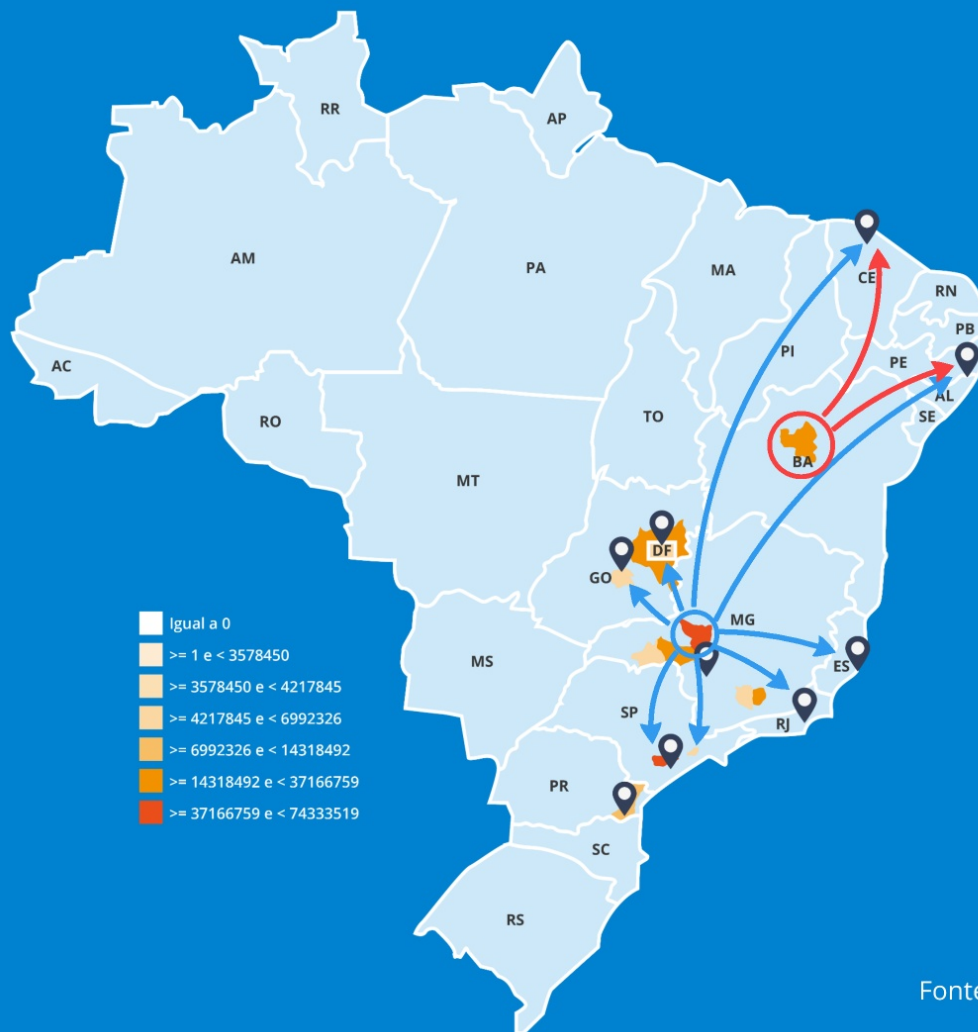 RR
AP
AM
PA
MA
CE
RN
PB
PI
PE
AL
SE
AC
RO
TO
BA
MT
DF
GO
MG
MS
ES
SP
RJ
PR
SC
RS
Igual a 0
>= 1 e < 3578450
>= 3578450 e < 4217845
>= 4217845 e < 6992326
>= 6992326 e < 14318492
>= 14318492 e < 37166759
>= 37166759 e < 74333519
Fonte